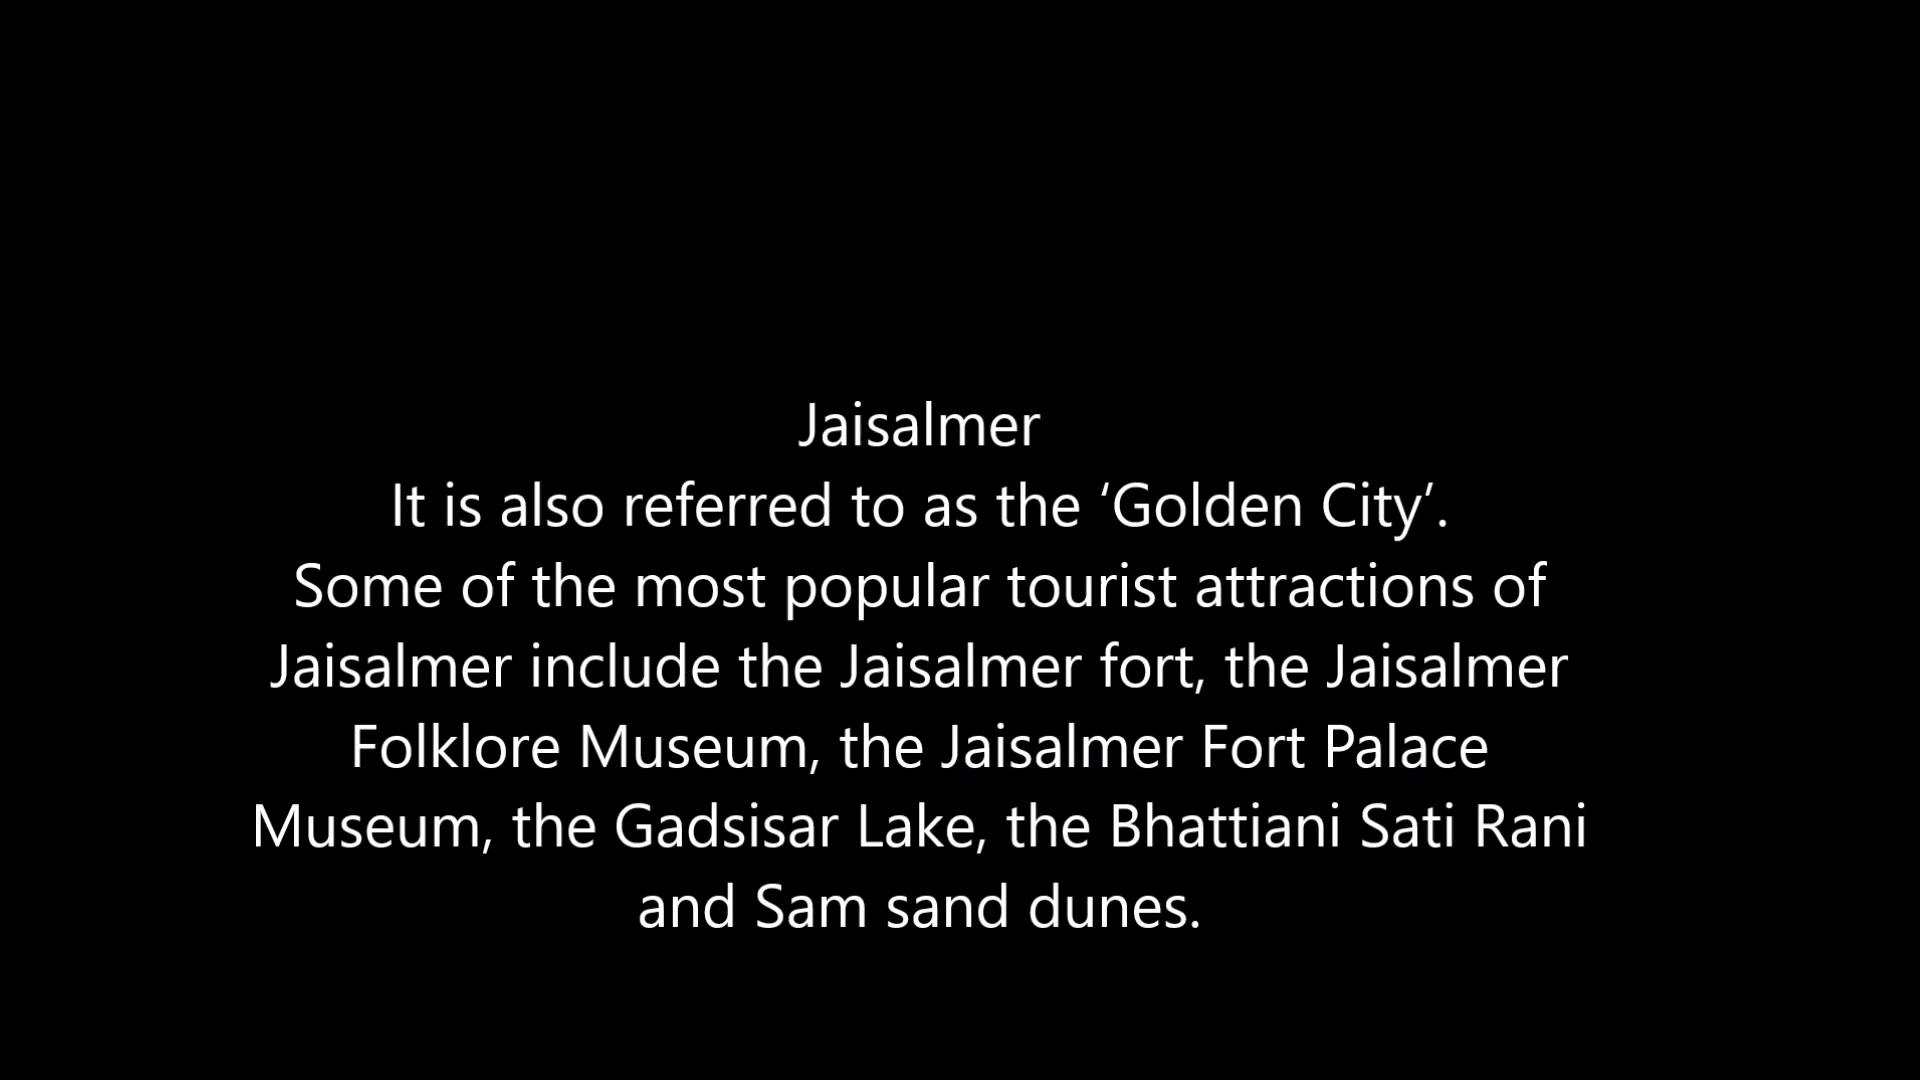 Jaisalmer
It is also referred to as the ‘Golden City’.
Some of the most popular tourist attractions of
Jaisalmer include the Jaisalmer fort, the Jaisalmer
Folklore Museum, the Jaisalmer Fort Palace
Museum, the Gadsisar Lake, the Bhattiani Sati Rani
and Sam sand dunes.